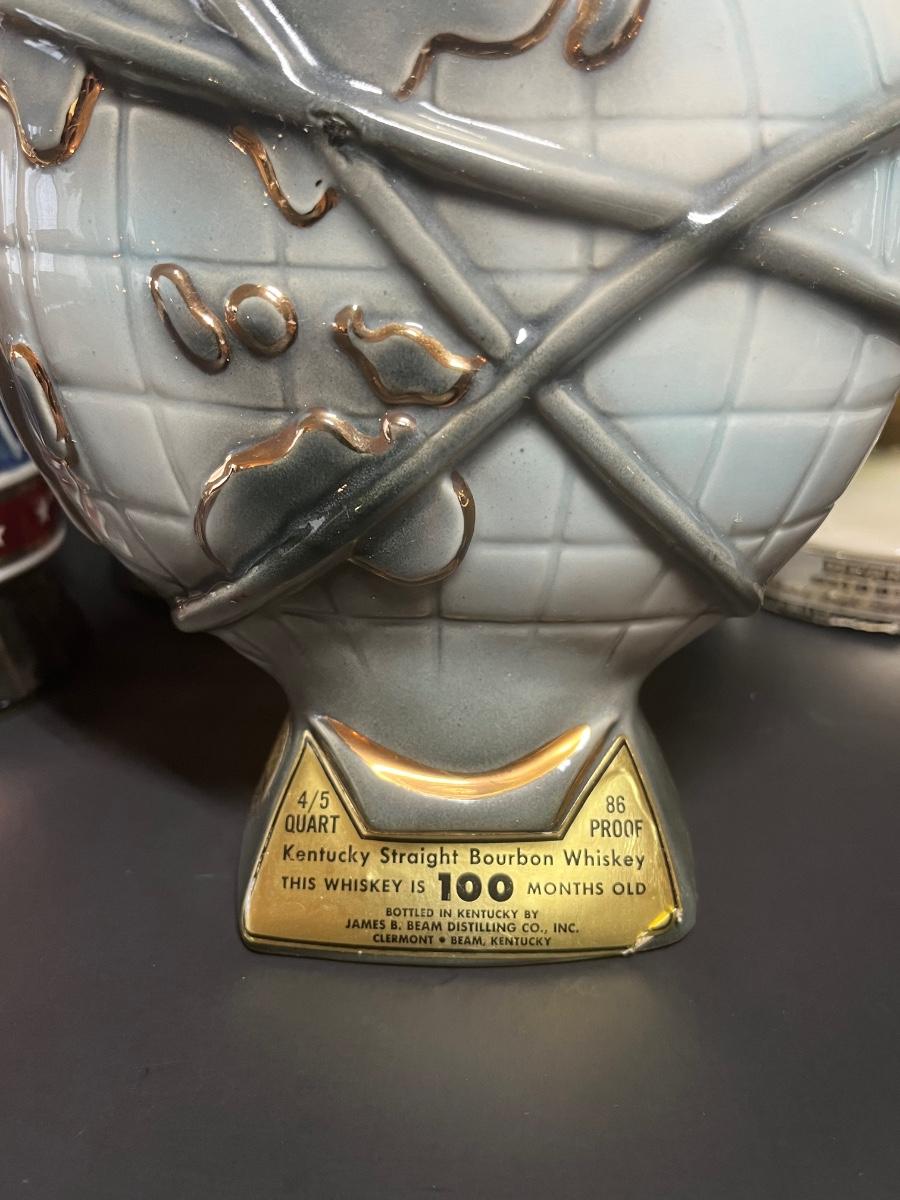 4/5
QUART
86
PROOF
Kentucky Straight Bourbon Whiskey
THIS WHISKEY IS 100 MONTHS OLD
BOTTLED IN KENTUCKY BY
JAMES B. BEAM DISTILLING CO., INC.
CLERMONT • BEAM, KENTUCKY